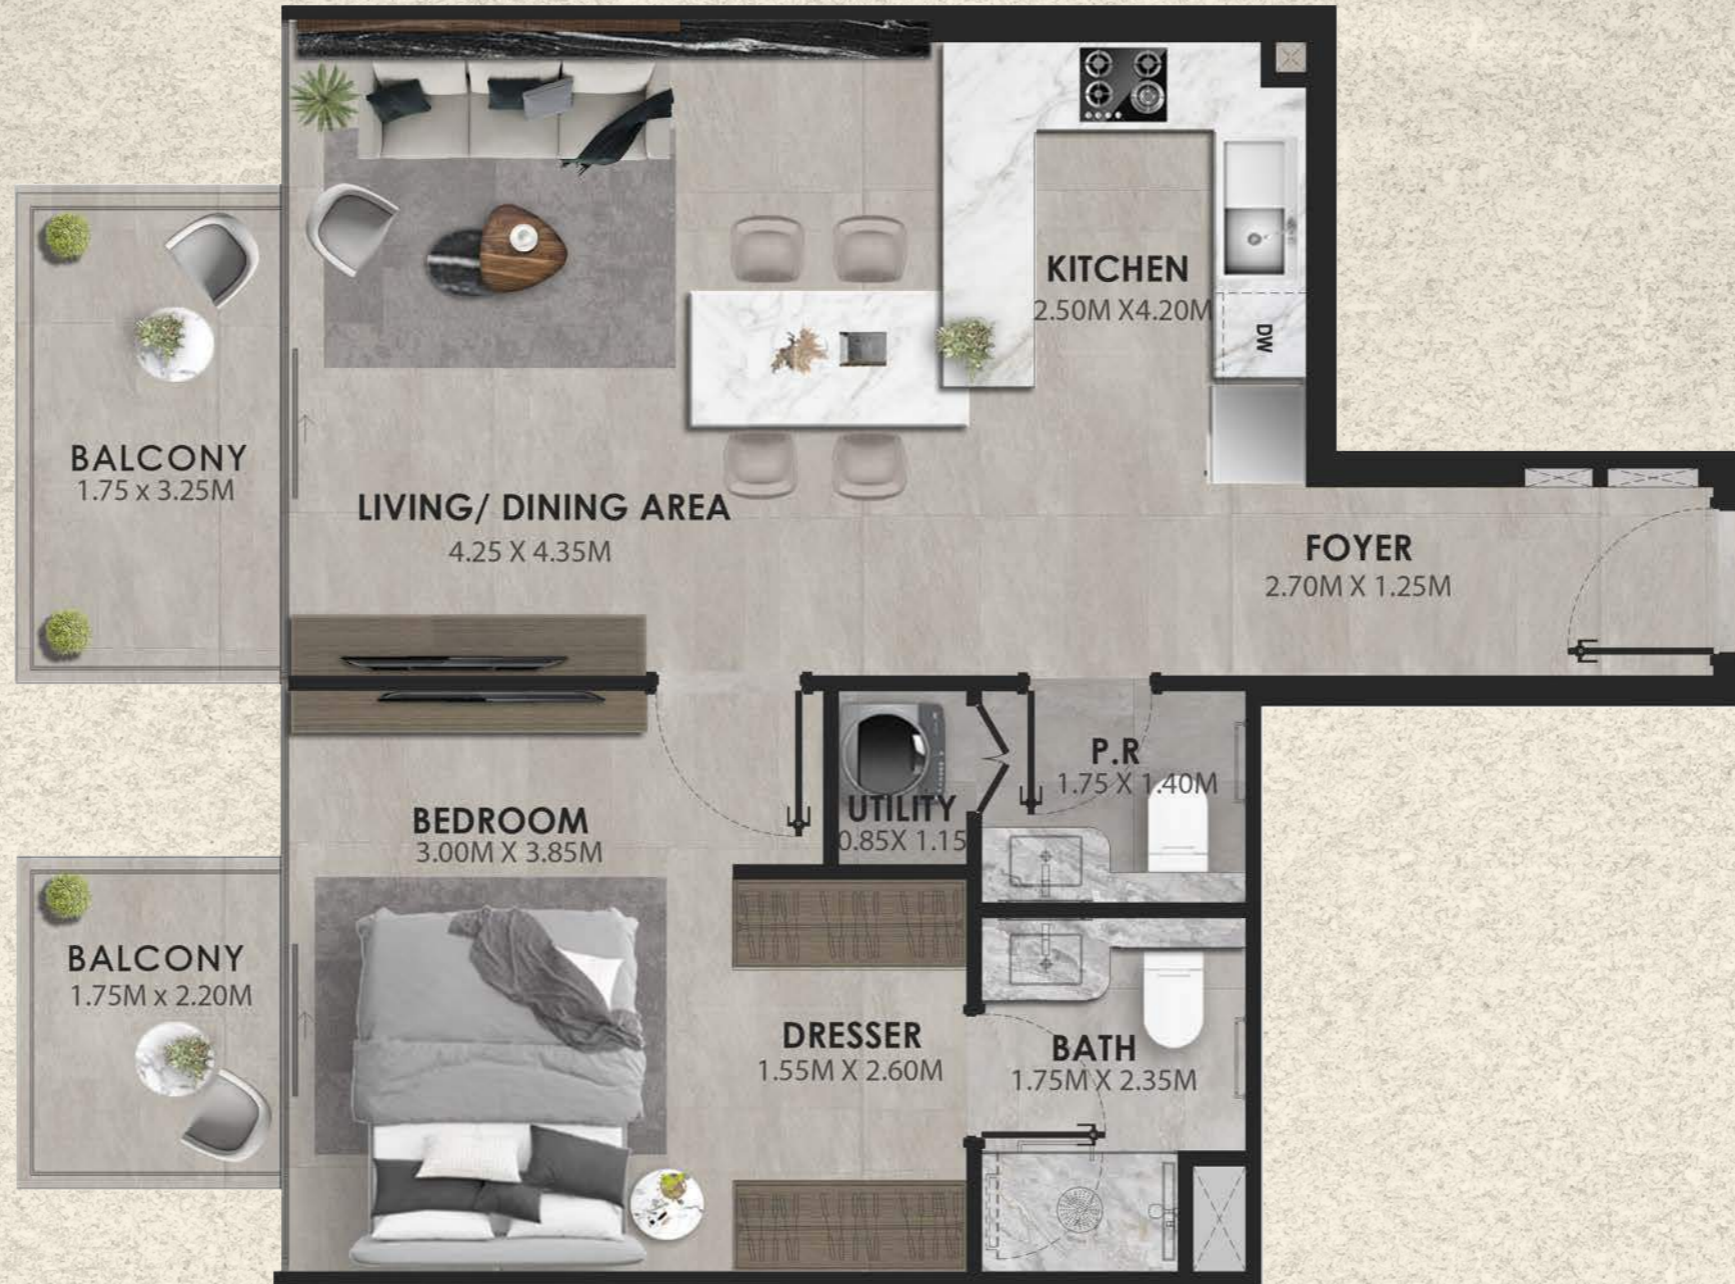 KITCHEN
2.50M X4.20M
DW
BALCONY
1.75 x 3.25M
LIVING/ DINING AREA
4.25 X 4.35M
FOYER
2.70M X 1.25M
P.R
1.75 X 1.40M
UTILITY
0.85X 1.15
BEDROOM
3.00M X 3.85M
BALCONY
1.75M x 2.20M
DRESSER
1.55M X 2.60M
BATH
1.75M X 2.35M